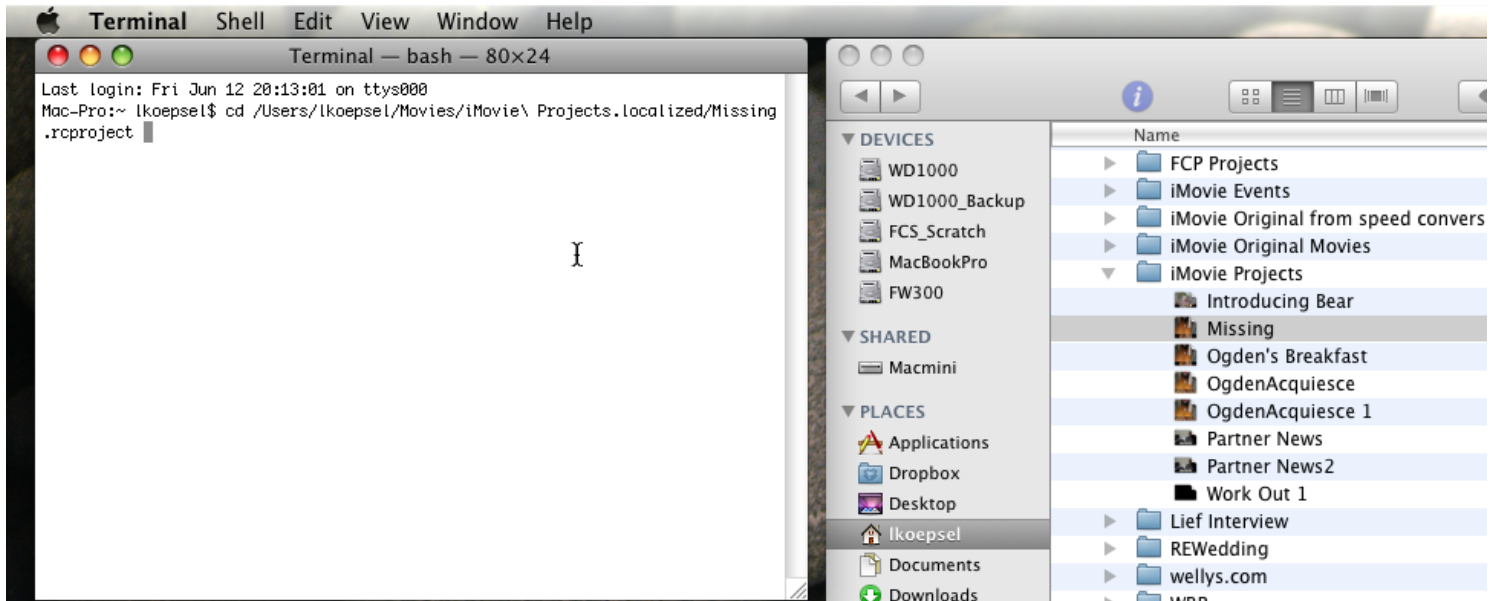 Terminal Shell Edit View Window Help
Terminal — bash — 80×24
Last login: Fri Jun 12 20:13:01 on ttys000
Mac-Pro:~ lkoepsel$ cd /Users/lkoepsel/Movies/iMovie\ Projects.localized/Missing
.rcproject
DEVICES
WD1000
WD1000_Backup
FCS_Scratch
MacBookPro
FW300
SHARED
Macmini
PLACES
Applications
Dropbox
Desktop
lkoepsel
Documents
Downloads
Name
FCP Projects
iMovie Events
iMovie Original from speed convers
iMovie Original Movies
iMovie Projects
Introducing Bear
Missing
Ogden's Breakfast
OgdenAcquiesce
OgdenAcquiesce 1
Partner News
Partner News2
Work Out 1
Lief Interview
REWedding
wellys.com